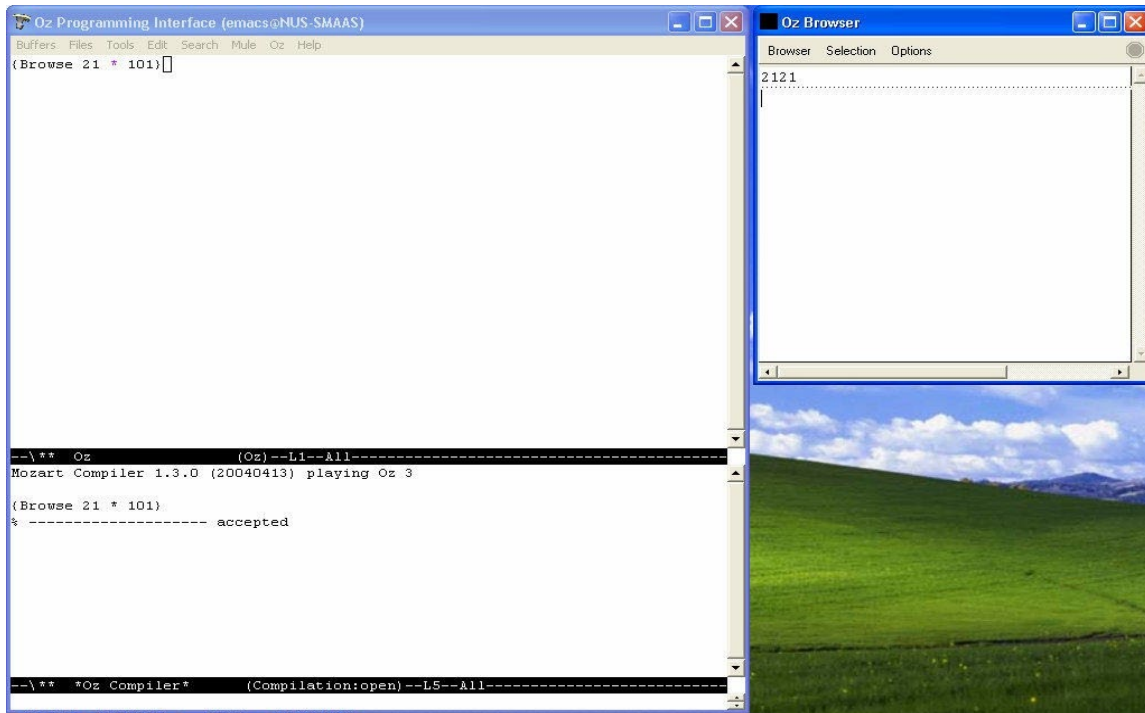 Oz Programming Interface (emacs@NUS-SMAAS)
Buffers Files Tools Edit Search Mule Oz Help
{Browse 21 * 101}
--\** Oz (Oz)--L1--All--------------------------------------------------
Mozart Compiler 1.3.0 (20040413) playing Oz 3
{Browse 21 * 101}
% -------------------- accepted
--\** *Oz Compiler* (Compilation:open)--L5--All---------------------------
Oz Browser
Browser Selection Options
2121